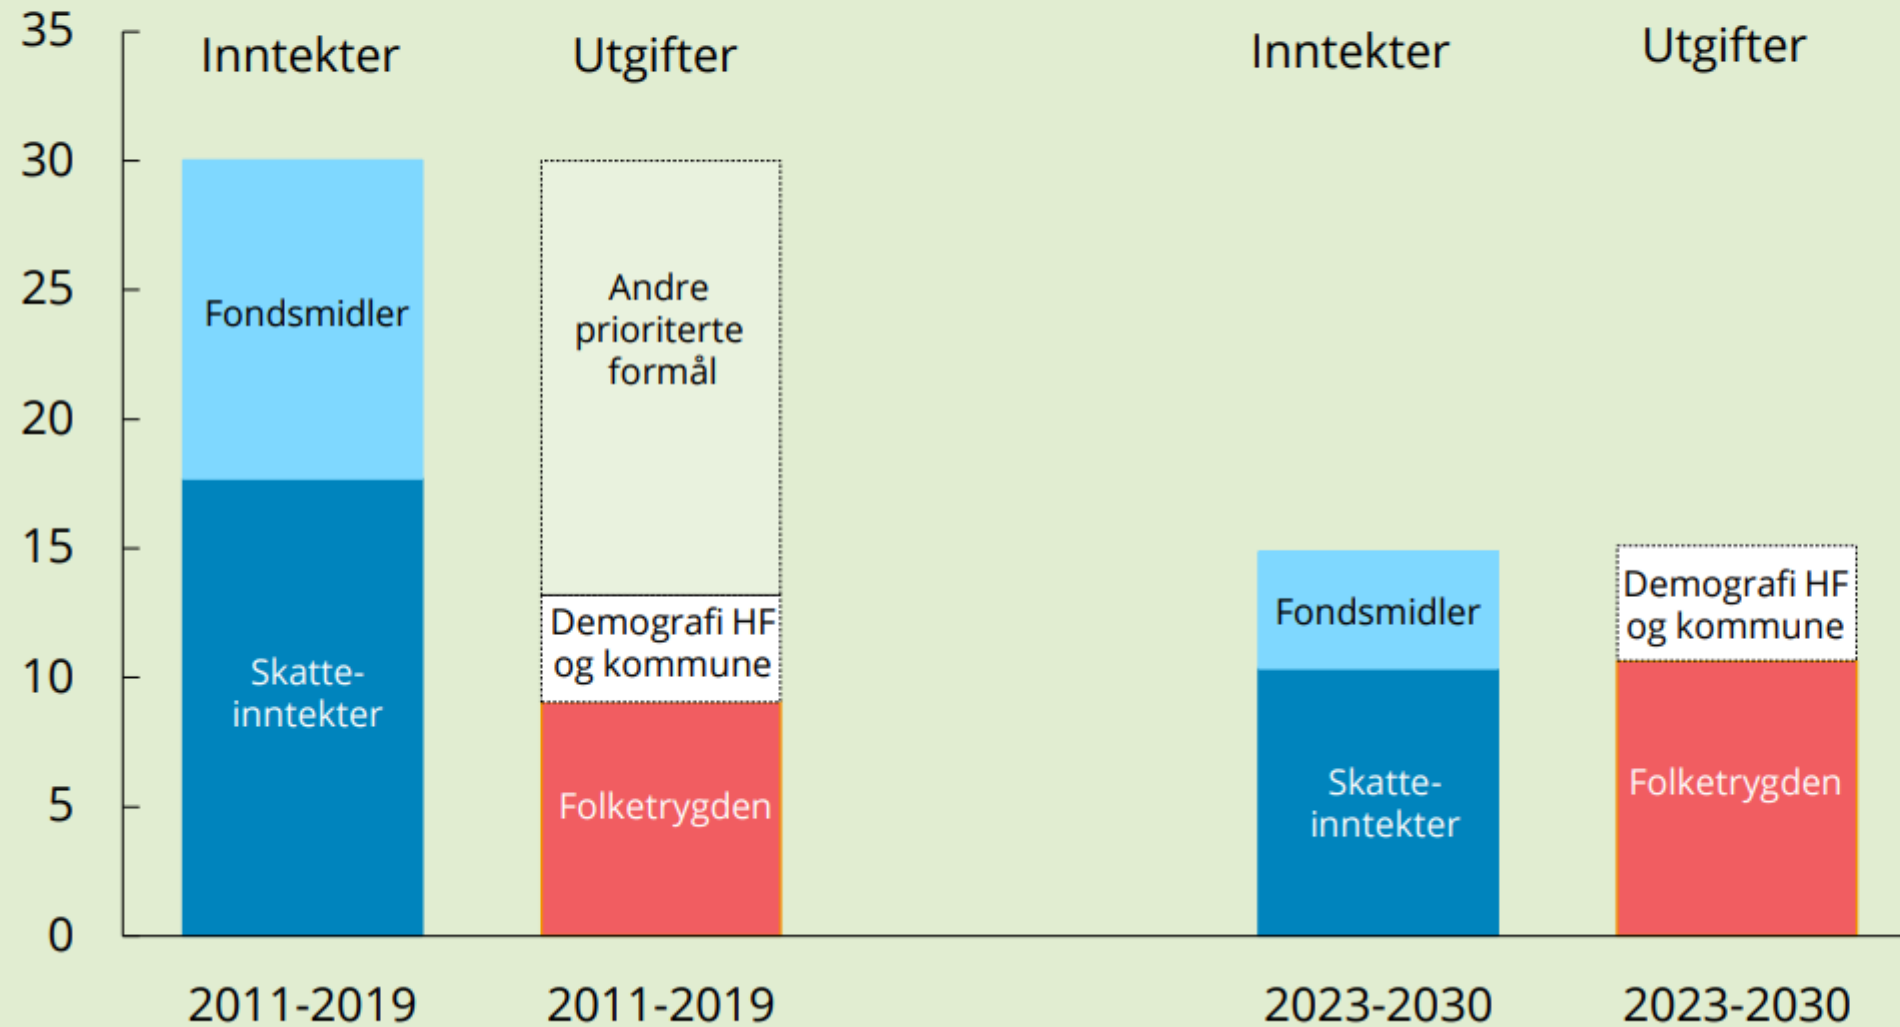 35
30
25
20
15
10
5
0
Inntekter
Utgifter
Inntekter
Utgifter
Fondsmidler
Skatte-
inntekter
Andre
prioriterte
formål
Demografi HF
og kommune
Folketrygden
Fondsmidler
Skatte-
inntekter
Demografi HF
og kommune
Folketrygden
2011-2019
2011-2019
2023-2030
2023-2030